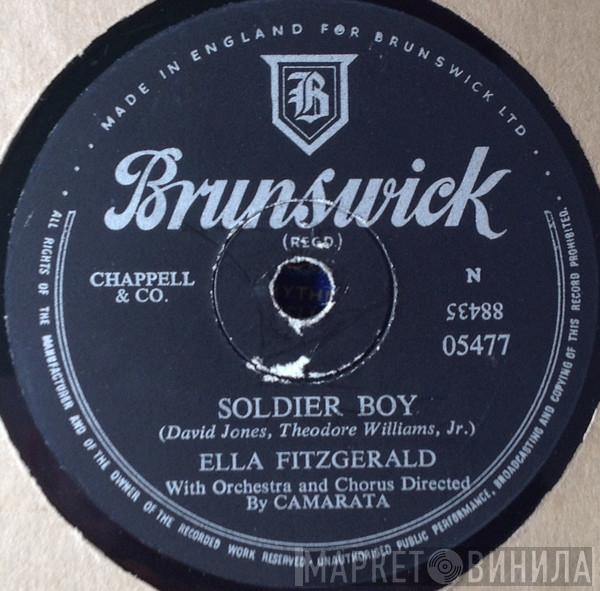 MADE IN ENGLAND FOR BRUNSWICK LTD
B
Brunswick
(REGD.)
CHAPPELL
& CO.
N
88435
05477
SOLDIER BOY
(David Jones, Theodore Williams, Jr.)
ELLA FITZGERALD
With Orchestra and Chorus Directed
By CAMARATA
ALL RIGHTS OF THE MANUFACTURER AND OF THE OWNER OF THE RECORDED WORK RESERVED • UNAUTHORISED PUBLIC PERFORMANCE, BROADCASTING AND COPYING OF THIS RECORD PROHIBITED.
МАРКЕТ ВИНИЛА